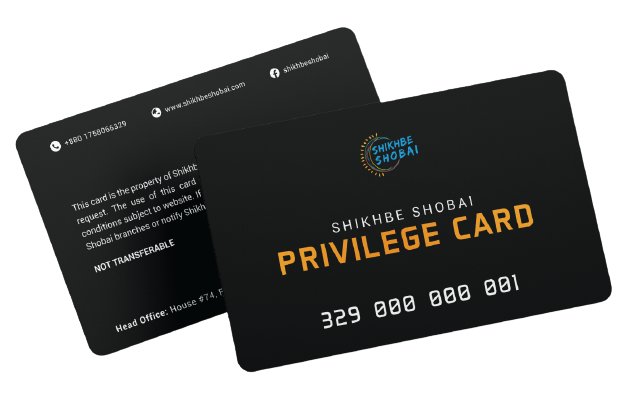 +880 1758066329
www.shikhbeshobai.com
shikhbeshobai
This card is the property of Shikhbe
request. The use of this card
conditions subject to website. If
Shobai branches or notify Shikh
NOT TRANSFERABLE
Head Office: House #74, F
SHIKHBE
SHOBAI
SHIKHBE SHOBAI
PRIVILEGE CARD
329 000 000 001